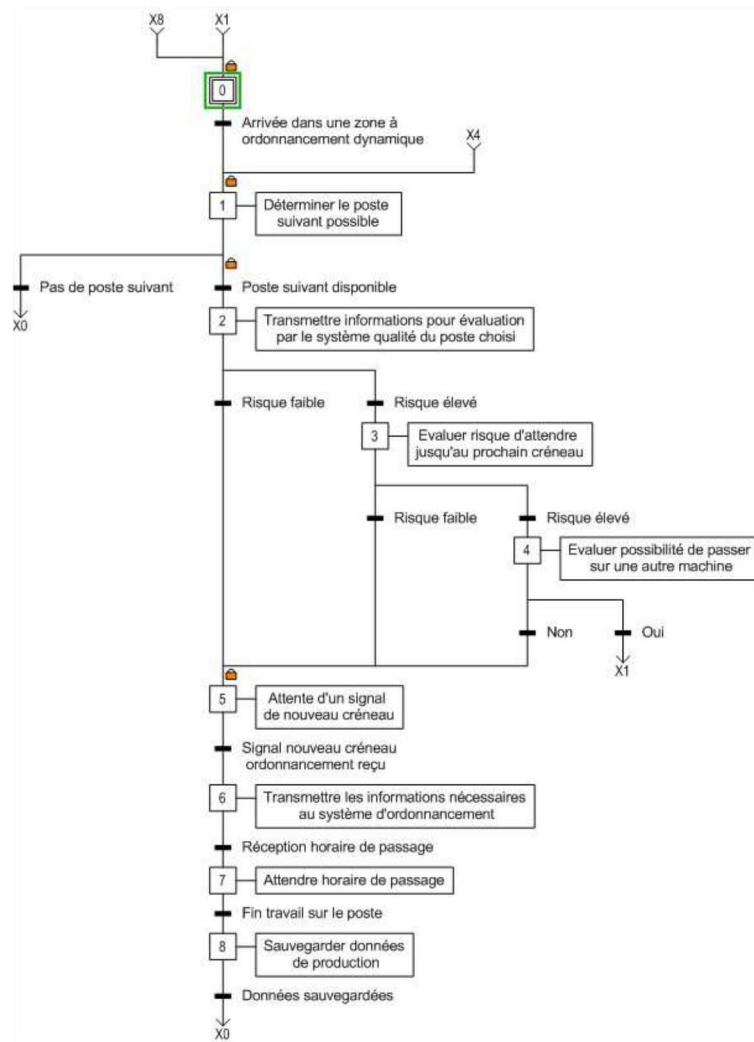 X8
X1
0
Arrivée dans une zone à
ordonnancement dynamique
X4
1
Déterminer le poste
suivant possible
Pas de poste suivant
Poste suivant disponible
X0
2
Transmettre informations pour évaluation
par le système qualité du poste choisi
Risque faible
Risque élevé
3
Evaluer risque d'attendre
jusqu'au prochain créneau
Risque faible
Risque élevé
4
Evaluer possibilité de passer
sur une autre machine
Non
Oui
X1
5
Attente d'un signal
de nouveau créneau
Signal nouveau créneau
ordonnancement reçu
6
Transmettre les informations nécessaires
au système d'ordonnancement
Réception horaire de passage
7
Attendre horaire de passage
Fin travail sur le poste
8
Sauvegarder données
de production
Données sauvegardées
X0